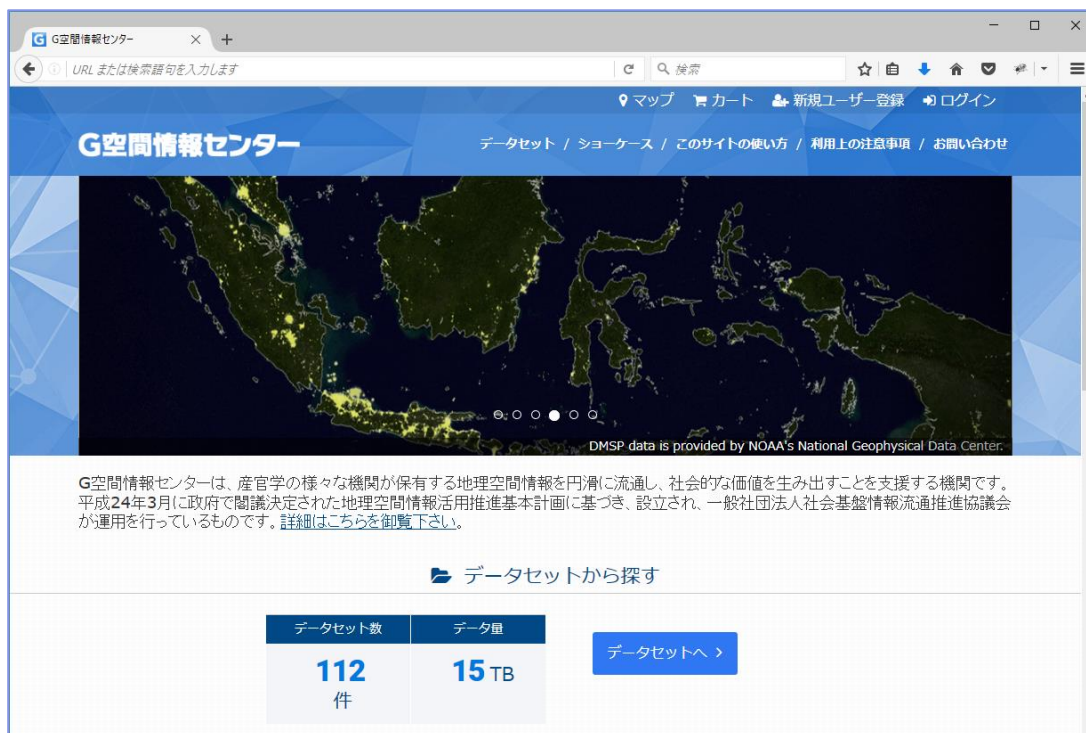 G空間情報センター
URL または検索語句を入力します
検索
マップ カート 新規ユーザー登録 ログイン
G空間情報センター
データセット / ショーケース / このサイトの使い方 / 利用上の注意事項 / お問い合わせ
DMSP data is provided by NOAA's National Geophysical Data Center.
G空間情報センターは、産官学の様々な機関が保有する地理空間情報を円滑に流通し、社会的な価値を生み出すことを支援する機関です。
平成24年3月に政府で閣議決定された地理空間情報活用推進基本計画に基づき、設立され、一般社団法人社会基盤情報流通推進協議会
が運用を行っているものです。詳細はこちらを御覧下さい。
データセットから探す
データセット数 データ量
112 15 TB
件
データセットへ